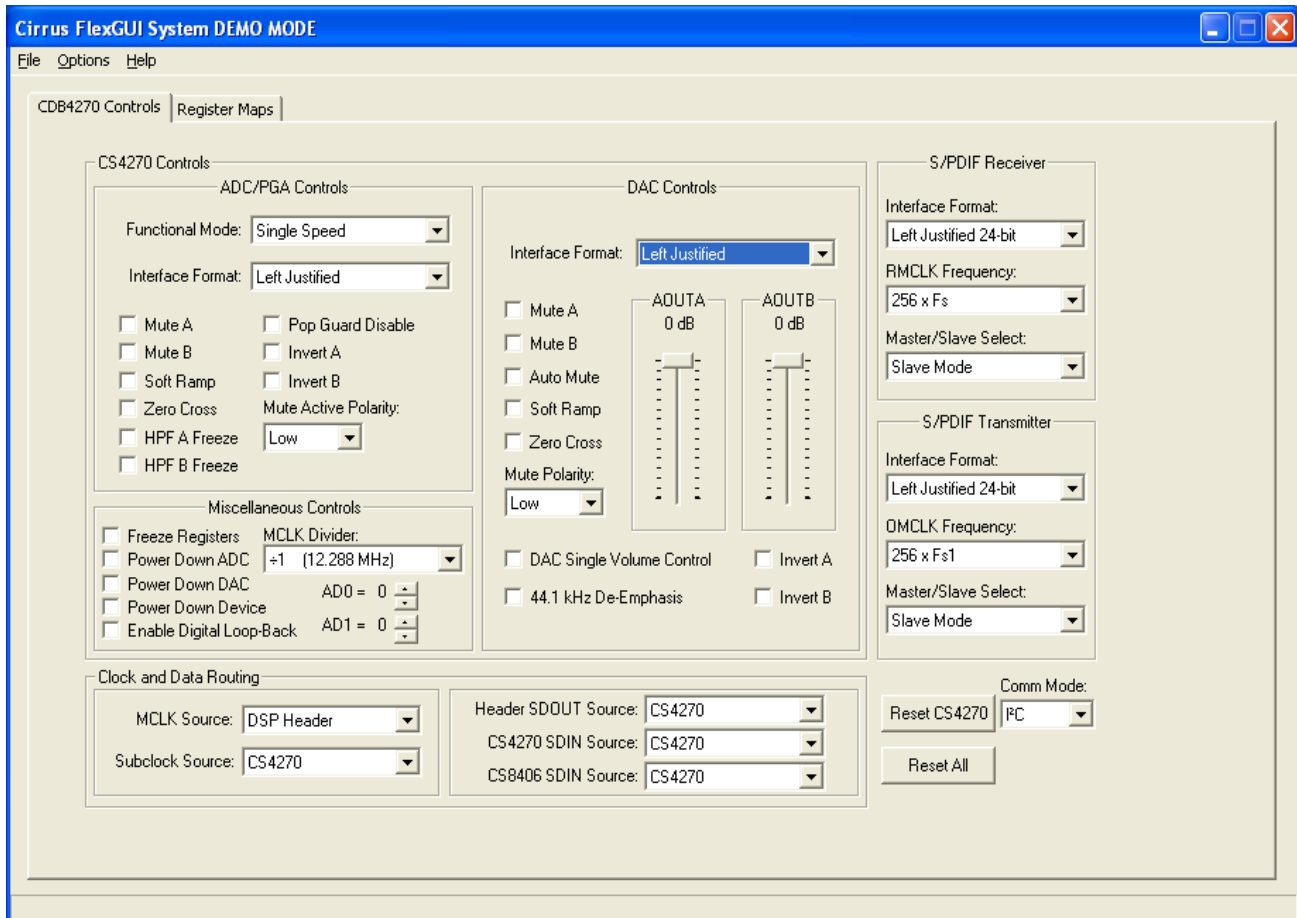 Cirrus FlexGUI System DEMO MODE
File Options Help
CDB4270 Controls Register Maps
CS4270 Controls
ADC/PGA Controls
Functional Mode: Single Speed
Interface Format: Left Justified
Mute A
Mute B
Soft Ramp
Zero Cross
HPF A Freeze
HPF B Freeze
Pop Guard Disable
Invert A
Invert B
Mute Active Polarity:
Low
Miscellaneous Controls
Freeze Registers
Power Down ADC
Power Down DAC
Power Down Device
Enable Digital Loop-Back
MCLK Divider:
÷1 (12.288 MHz)
AD0 = 0
AD1 = 0
DAC Controls
Interface Format: Left Justified
Mute A
Mute B
Auto Mute
Soft Ramp
Zero Cross
Mute Polarity:
Low
AOUTA
0 dB
AOUTB
0 dB
DAC Single Volume Control
44.1 kHz De-Emphasis
Invert A
Invert B
S/PDIF Receiver
Interface Format:
Left Justified 24-bit
RMCLK Frequency:
256 x Fs
Master/Slave Select:
Slave Mode
S/PDIF Transmitter
Interface Format:
Left Justified 24-bit
OMCLK Frequency:
256 x Fs1
Master/Slave Select:
Slave Mode
Clock and Data Routing
MCLK Source: DSP Header
Subclock Source: CS4270
Header SDOUT Source: CS4270
CS4270 SDIN Source: CS4270
CS8406 SDIN Source: CS4270
Reset CS4270
Comm Mode:
I²C
Reset All